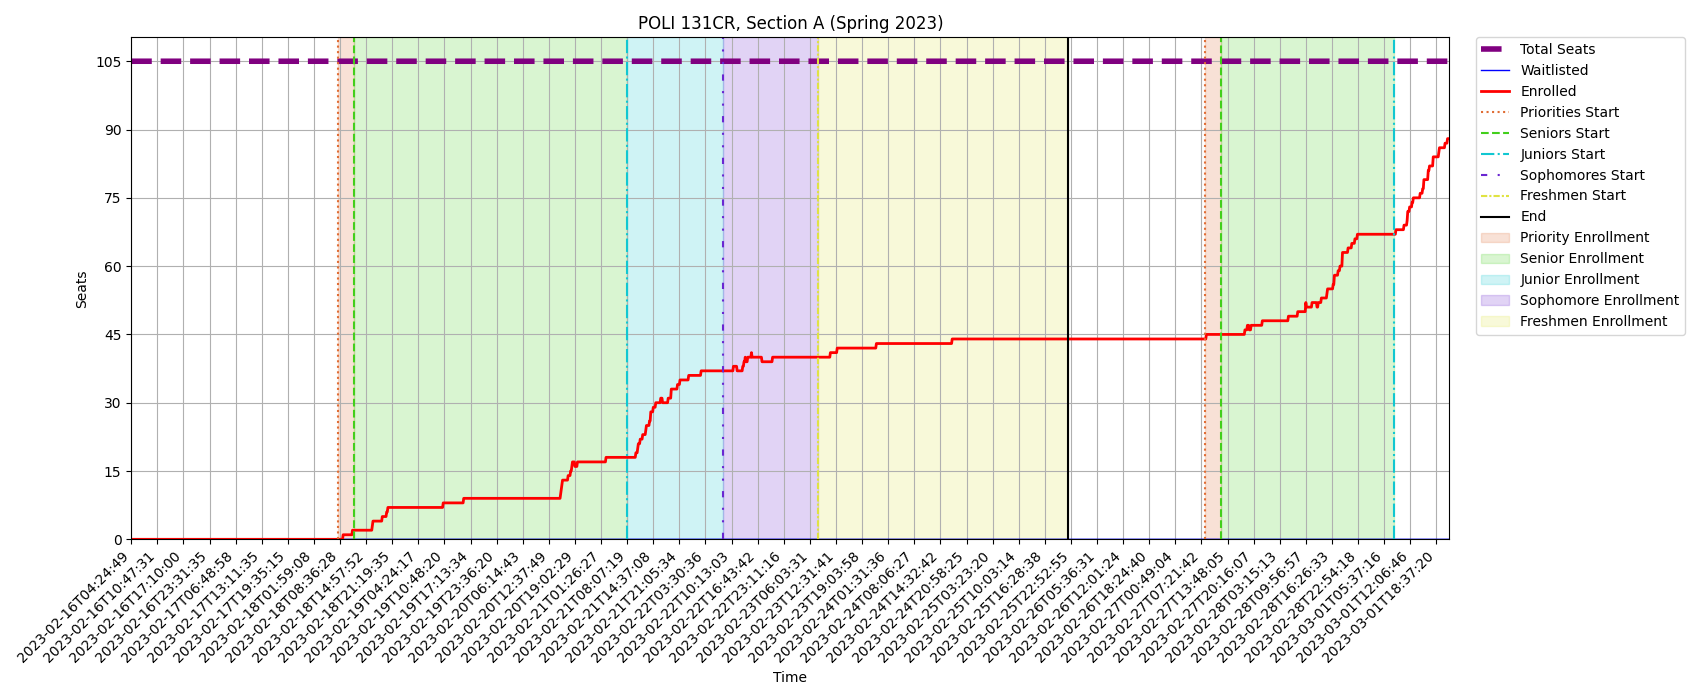 POLI 131CR, Section A (Spring 2023)
Seats
105
90
75
60
45
30
15
0
2023-02-16T04:24:49
2023-02-16T10:47:31
2023-02-16T17:10:00
2023-02-16T23:31:35
2023-02-17T06:48:58
2023-02-17T13:11:35
2023-02-17T19:35:15
2023-02-18T01:59:08
2023-02-18T08:36:28
2023-02-18T14:57:52
2023-02-18T21:19:35
2023-02-19T04:24:17
2023-02-19T10:48:20
2023-02-19T17:13:34
2023-02-19T23:36:20
2023-02-20T06:14:43
2023-02-20T12:37:49
2023-02-20T19:02:29
2023-02-21T01:26:27
2023-02-21T08:07:19
2023-02-21T14:37:08
2023-02-21T21:05:34
2023-02-22T03:30:36
2023-02-22T10:13:03
2023-02-22T16:43:42
2023-02-22T23:11:16
2023-02-23T06:03:31
2023-02-23T12:31:41
2023-02-23T19:03:58
2023-02-24T01:31:36
2023-02-24T08:06:27
2023-02-24T14:32:42
2023-02-24T20:58:25
2023-02-25T03:23:20
2023-02-25T10:03:14
2023-02-25T16:28:38
2023-02-25T22:52:55
2023-02-26T05:36:31
2023-02-26T12:01:24
2023-02-26T18:24:40
2023-02-27T00:49:04
2023-02-27T07:21:42
2023-02-27T13:48:05
2023-02-27T20:16:07
2023-02-28T03:15:13
2023-02-28T09:56:57
2023-02-28T16:26:33
2023-02-28T22:54:18
2023-03-01T05:37:16
2023-03-01T12:06:46
2023-03-01T18:37:20
Time
Total Seats
Waitlisted
Enrolled
Priorities Start
Seniors Start
Juniors Start
Sophomores Start
Freshmen Start
End
Priority Enrollment
Senior Enrollment
Junior Enrollment
Sophomore Enrollment
Freshmen Enrollment